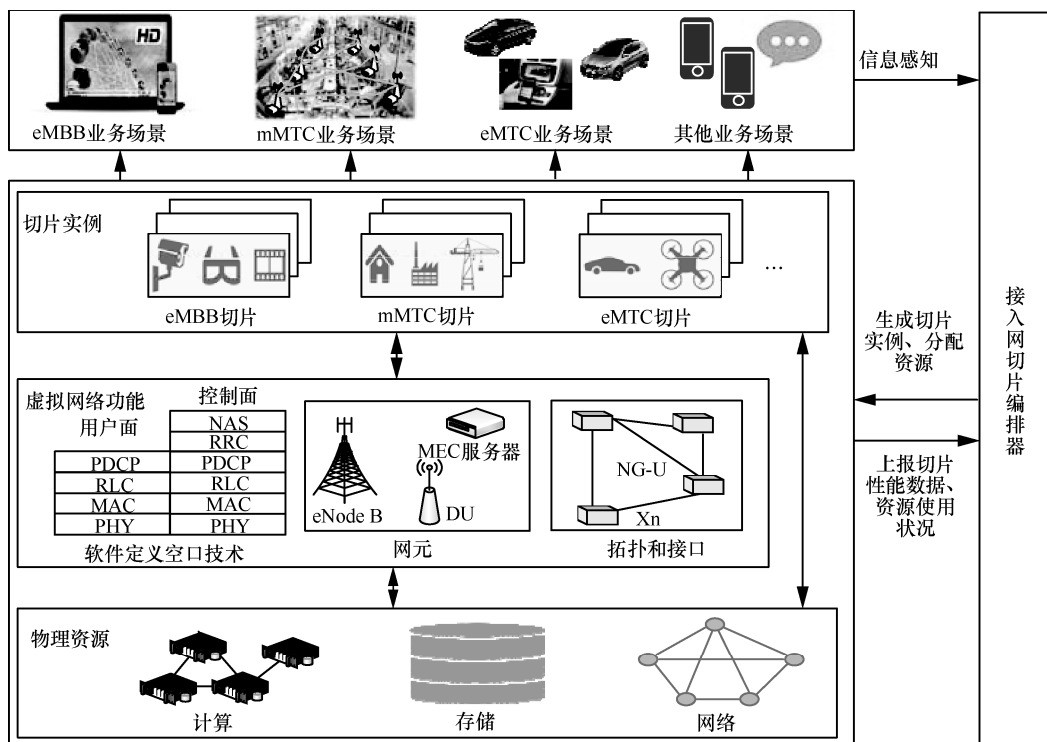 HD
eMBB业务场景
mMTC业务场景
eMTC业务场景
其他业务场景
信息感知
切片实例
eMBB切片
mMTC切片
eMTC切片
…
生成切片
实例、分配
资源
接入网切片编排器
上报切片
性能数据、
资源使用
状况
虚拟网络功能
用户面
PDCP
RLC
MAC
PHY
控制面
NAS
RRC
PDCP
RLC
MAC
PHY
软件定义空口技术
MEC服务器
eNode B
DU
网元
NG-U
Xn
拓扑和接口
物理资源
计算
存储
网络